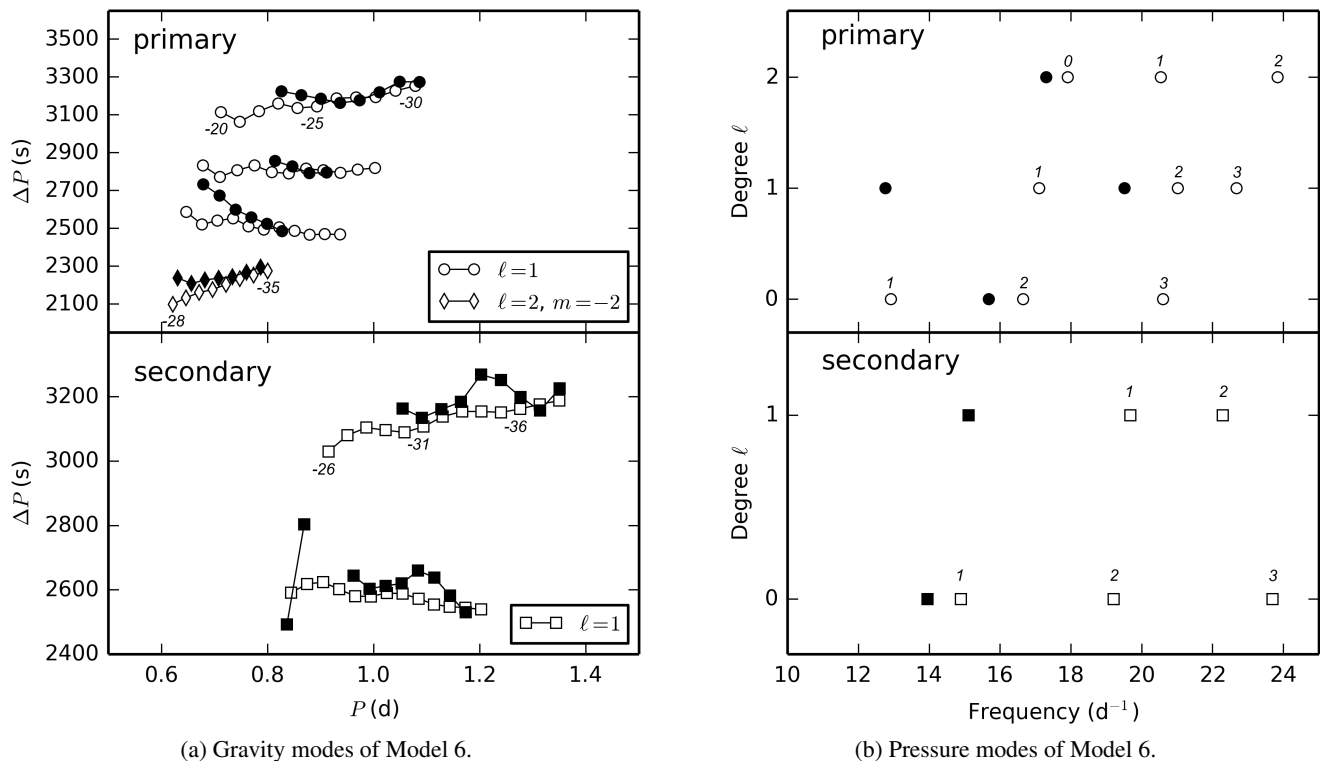 primary
3500
3300
3100
2900
2700
2500
2300
2100
ΔP (s)
-20
-25
-30
-28
-35
ℓ=1
ℓ=2, m=−2
secondary
3200
3000
2800
2600
2400
ΔP (s)
-26
-31
-36
ℓ=1
0.6 0.8 1.0 1.2 1.4
P (d)
(a) Gravity modes of Model 6.
primary
2
1
0
Degree ℓ
0 1 2
1 2 3
1 2 3
secondary
1
0
Degree ℓ
1 2
1 2 3
10 12 14 16 18 20 22 24
Frequency (d⁻¹)
(b) Pressure modes of Model 6.